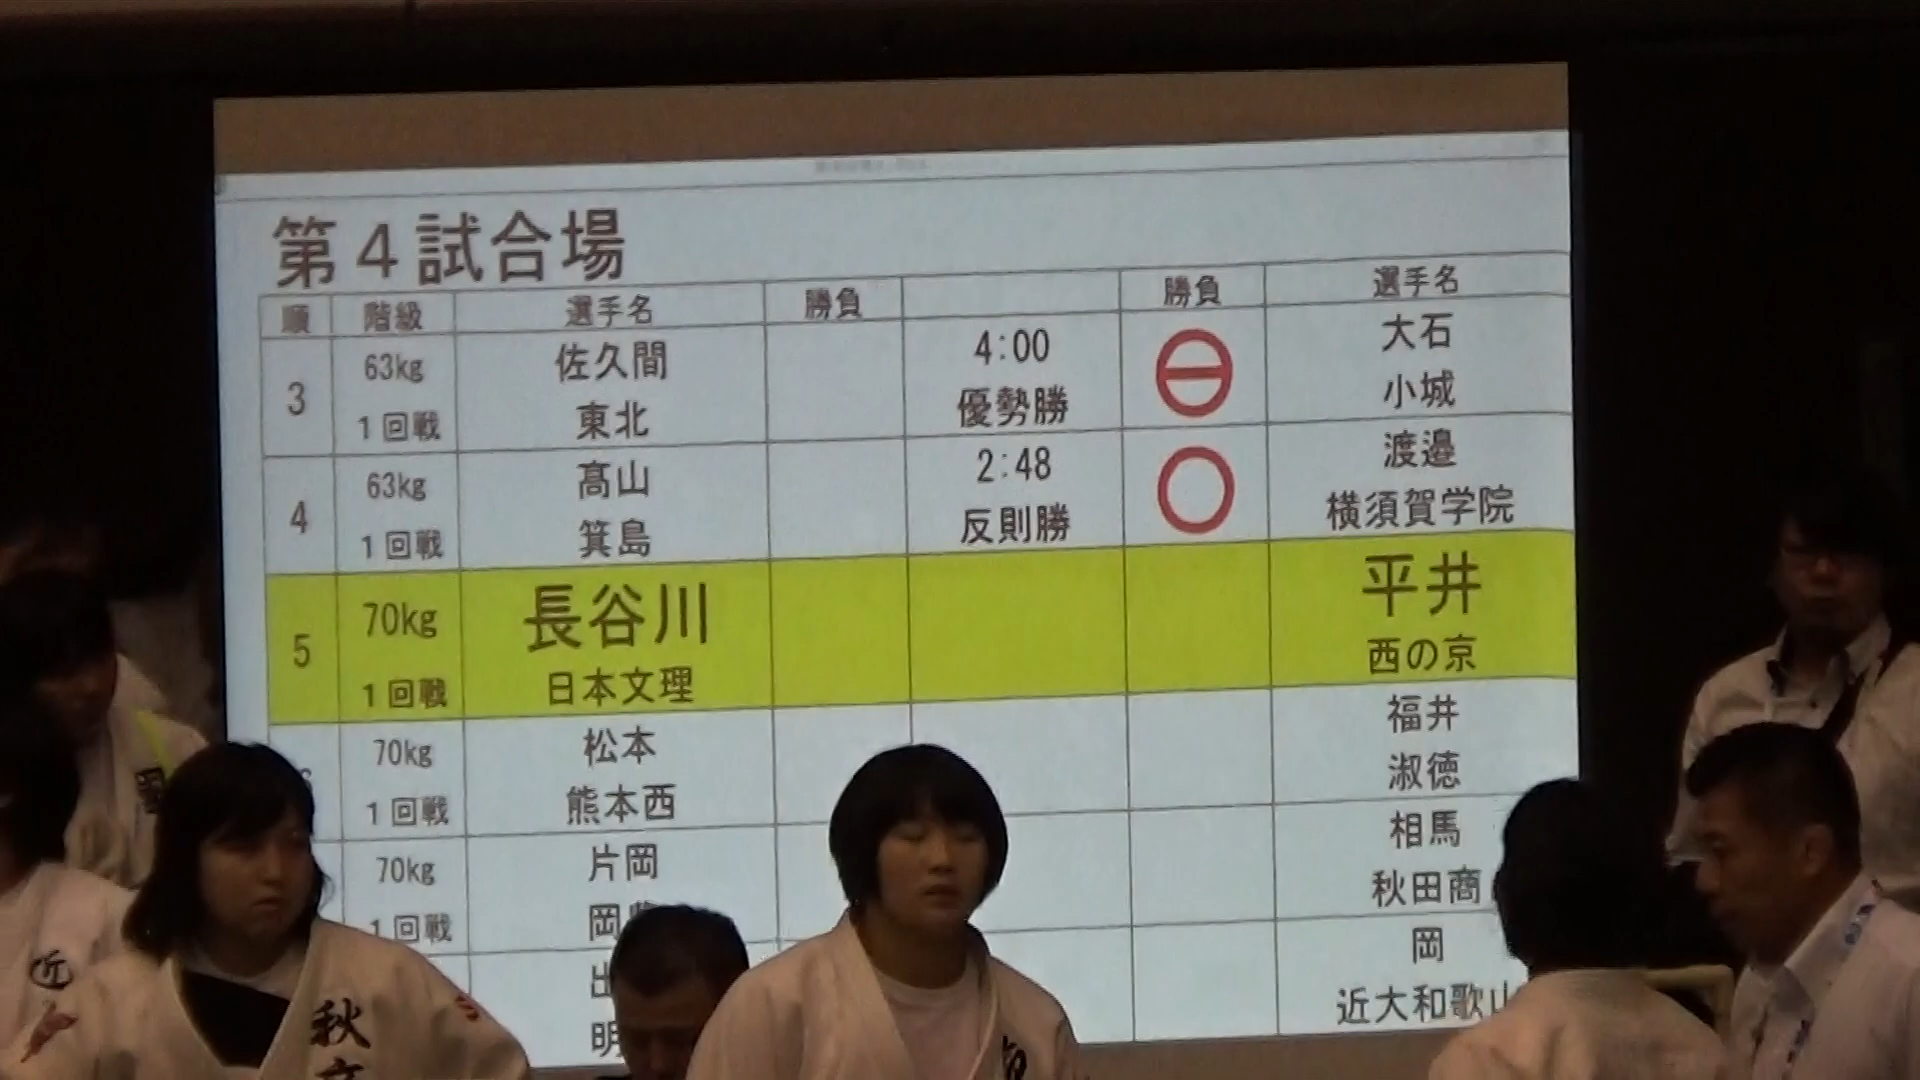 第４試合場
順 階級 選手名 勝負 勝負 選手名
3 63kg 佐久間 4:00 大石
1回戦 東北 優勢勝 小城
4 63kg 髙山 2:48 渡邉
1回戦 箕島 反則勝 横須賀学院
5 70kg 長谷川 平井
1回戦 日本文理 西の京
70kg 松本 福井
1回戦 熊本西 淑徳
70kg 片岡 相馬
1回戦 岡 秋田商
出 岡
明 近大和歌山
近
秋